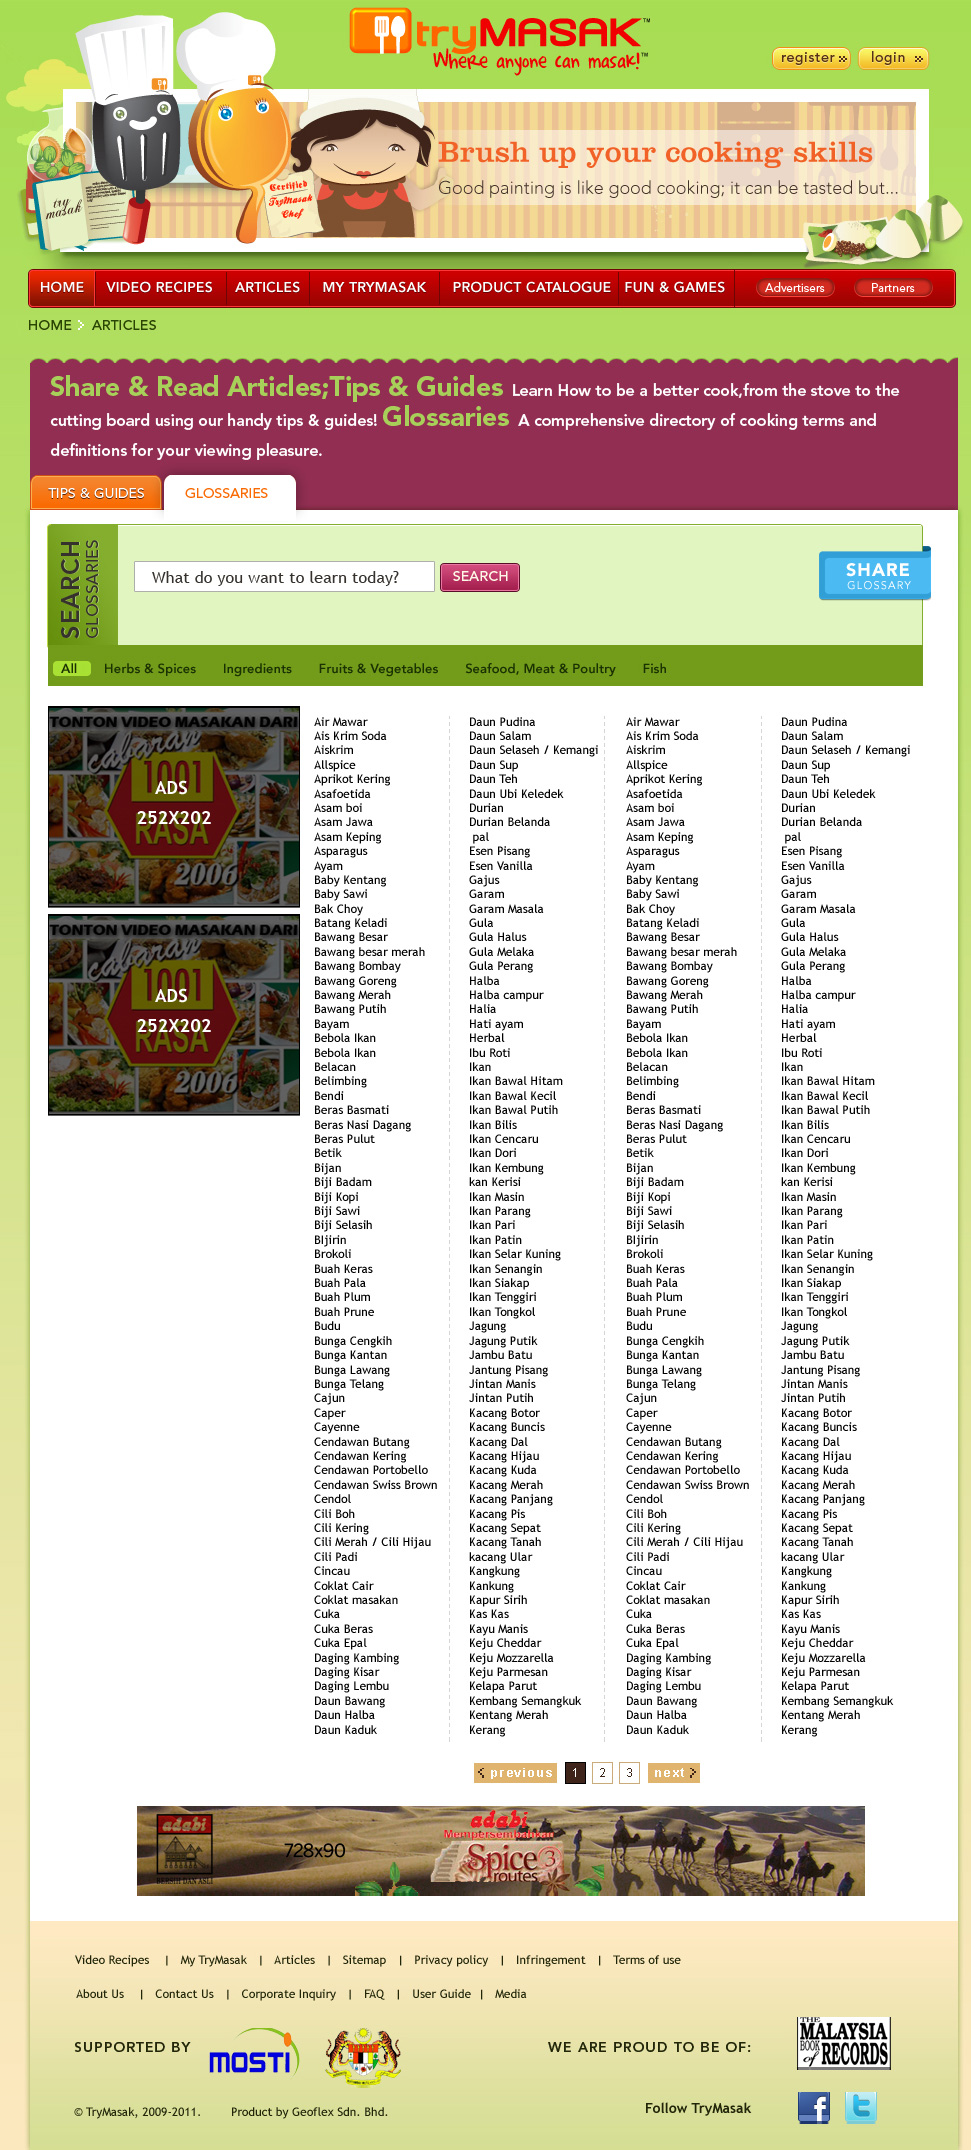 tryMASAK™
Where anyone can masak!™
register
login
Brush up your cooking skills
Good painting is like good cooking; it can be tasted but...
try masak
Certified
TryMasak
Chef
HOME
VIDEO RECIPES
ARTICLES
MY TRYMASAK
PRODUCT CATALOGUE
FUN & GAMES
Advertisers
Partners
HOME ARTICLES
Share & Read Articles;Tips & Guides Learn How to be a better cook,from the stove to the
cutting board using our handy tips & guides! Glossaries A comprehensive directory of cooking terms and
definitions for your viewing pleasure.
TIPS & GUIDES
GLOSSARIES
SEARCH
GLOSSARIES
What do you want to learn today?
SEARCH
SHARE
GLOSSARY
All
Herbs & Spices
Ingredients
Fruits & Vegetables
Seafood, Meat & Poultry
Fish
TONTON VIDEO MASAKAN DARI
cabaran
1001
RASA
2006
ADS
252X202
TONTON VIDEO MASAKAN DARI
cabaran
1001
RASA
2006
ADS
252X202
Air Mawar
Ais Krim Soda
Aiskrim
Allspice
Aprikot Kering
Asafoetida
Asam boi
Asam Jawa
Asam Keping
Asparagus
Ayam
Baby Kentang
Baby Sawi
Bak Choy
Batang Keladi
Bawang Besar
Bawang besar merah
Bawang Bombay
Bawang Goreng
Bawang Merah
Bawang Putih
Bayam
Bebola Ikan
Bebola Ikan
Belacan
Belimbing
Bendi
Beras Basmati
Beras Nasi Dagang
Beras Pulut
Betik
Bijan
Biji Badam
Biji Kopi
Biji Sawi
Biji Selasih
BIjirin
Brokoli
Buah Keras
Buah Pala
Buah Plum
Buah Prune
Budu
Bunga Cengkih
Bunga Kantan
Bunga Lawang
Bunga Telang
Cajun
Caper
Cayenne
Cendawan Butang
Cendawan Kering
Cendawan Portobello
Cendawan Swiss Brown
Cendol
Cili Boh
Cili Kering
Cili Merah / Cili Hijau
Cili Padi
Cincau
Coklat Cair
Coklat masakan
Cuka
Cuka Beras
Cuka Epal
Daging Kambing
Daging Kisar
Daging Lembu
Daun Bawang
Daun Halba
Daun Kaduk
Daun Pudina
Daun Salam
Daun Selaseh / Kemangi
Daun Sup
Daun Teh
Daun Ubi Keledek
Durian
Durian Belanda
pal
Esen Pisang
Esen Vanilla
Gajus
Garam
Garam Masala
Gula
Gula Halus
Gula Melaka
Gula Perang
Halba
Halba campur
Halia
Hati ayam
Herbal
Ibu Roti
Ikan
Ikan Bawal Hitam
Ikan Bawal Kecil
Ikan Bawal Putih
Ikan Bilis
Ikan Cencaru
Ikan Dori
Ikan Kembung
kan Kerisi
Ikan Masin
Ikan Parang
Ikan Pari
Ikan Patin
Ikan Selar Kuning
Ikan Senangin
Ikan Siakap
Ikan Tenggiri
Ikan Tongkol
Jagung
Jagung Putik
Jambu Batu
Jantung Pisang
Jintan Manis
Jintan Putih
Kacang Botor
Kacang Buncis
Kacang Dal
Kacang Hijau
Kacang Kuda
Kacang Merah
Kacang Panjang
Kacang Pis
Kacang Sepat
Kacang Tanah
kacang Ular
Kangkung
Kankung
Kapur Sirih
Kas Kas
Kayu Manis
Keju Cheddar
Keju Mozzarella
Keju Parmesan
Kelapa Parut
Kembang Semangkuk
Kentang Merah
Kerang
Air Mawar
Ais Krim Soda
Aiskrim
Allspice
Aprikot Kering
Asafoetida
Asam boi
Asam Jawa
Asam Keping
Asparagus
Ayam
Baby Kentang
Baby Sawi
Bak Choy
Batang Keladi
Bawang Besar
Bawang besar merah
Bawang Bombay
Bawang Goreng
Bawang Merah
Bawang Putih
Bayam
Bebola Ikan
Bebola Ikan
Belacan
Belimbing
Bendi
Beras Basmati
Beras Nasi Dagang
Beras Pulut
Betik
Bijan
Biji Badam
Biji Kopi
Biji Sawi
Biji Selasih
BIjirin
Brokoli
Buah Keras
Buah Pala
Buah Plum
Buah Prune
Budu
Bunga Cengkih
Bunga Kantan
Bunga Lawang
Bunga Telang
Cajun
Caper
Cayenne
Cendawan Butang
Cendawan Kering
Cendawan Portobello
Cendawan Swiss Brown
Cendol
Cili Boh
Cili Kering
Cili Merah / Cili Hijau
Cili Padi
Cincau
Coklat Cair
Coklat masakan
Cuka
Cuka Beras
Cuka Epal
Daging Kambing
Daging Kisar
Daging Lembu
Daun Bawang
Daun Halba
Daun Kaduk
Daun Pudina
Daun Salam
Daun Selaseh / Kemangi
Daun Sup
Daun Teh
Daun Ubi Keledek
Durian
Durian Belanda
pal
Esen Pisang
Esen Vanilla
Gajus
Garam
Garam Masala
Gula
Gula Halus
Gula Melaka
Gula Perang
Halba
Halba campur
Halia
Hati ayam
Herbal
Ibu Roti
Ikan
Ikan Bawal Hitam
Ikan Bawal Kecil
Ikan Bawal Putih
Ikan Bilis
Ikan Cencaru
Ikan Dori
Ikan Kembung
kan Kerisi
Ikan Masin
Ikan Parang
Ikan Pari
Ikan Patin
Ikan Selar Kuning
Ikan Senangin
Ikan Siakap
Ikan Tenggiri
Ikan Tongkol
Jagung
Jagung Putik
Jambu Batu
Jantung Pisang
Jintan Manis
Jintan Putih
Kacang Botor
Kacang Buncis
Kacang Dal
Kacang Hijau
Kacang Kuda
Kacang Merah
Kacang Panjang
Kacang Pis
Kacang Sepat
Kacang Tanah
kacang Ular
Kangkung
Kankung
Kapur Sirih
Kas Kas
Kayu Manis
Keju Cheddar
Keju Mozzarella
Keju Parmesan
Kelapa Parut
Kembang Semangkuk
Kentang Merah
Kerang
previous 1 2 3 next
adabi
728x90
adabi
Mempersembahkan
Spice 3
routes
Video Recipes | My TryMasak | Articles | Sitemap | Privacy policy | Infringement | Terms of use
About Us | Contact Us | Corporate Inquiry | FAQ | User Guide | Media
SUPPORTED BY
MOSTI
WE ARE PROUD TO BE OF:
THE
MALAYSIA
BOOK of
RECORDS
© TryMasak, 2009-2011. Product by Geoflex Sdn. Bhd.
Follow TryMasak
f
t